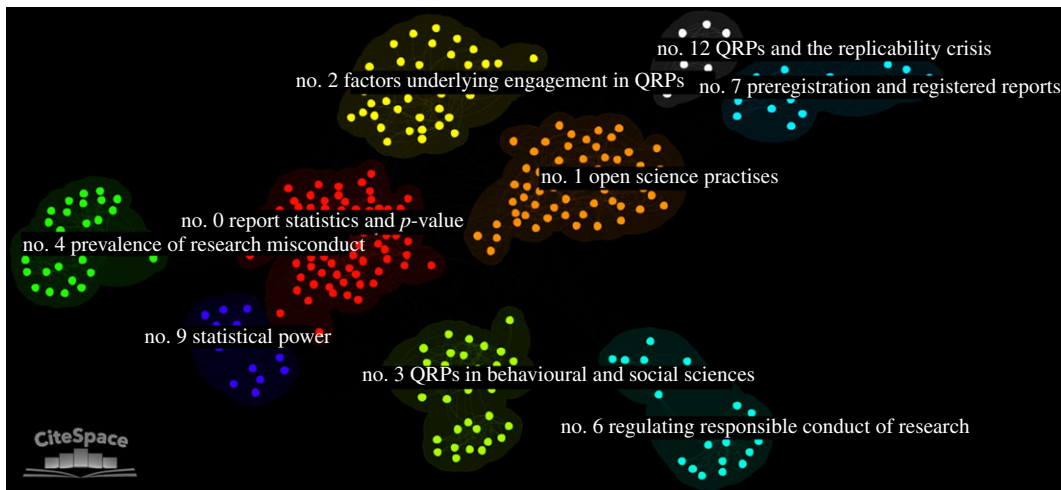 no. 12 QRPs and the replicability crisis
no. 2 factors underlying engagement in QRPs
no. 7 preregistration and registered reports
no. 1 open science practises
no. 0 report statistics and p-value
no. 4 prevalence of research misconduct
no. 9 statistical power
no. 3 QRPs in behavioural and social sciences
no. 6 regulating responsible conduct of research
CiteSpace